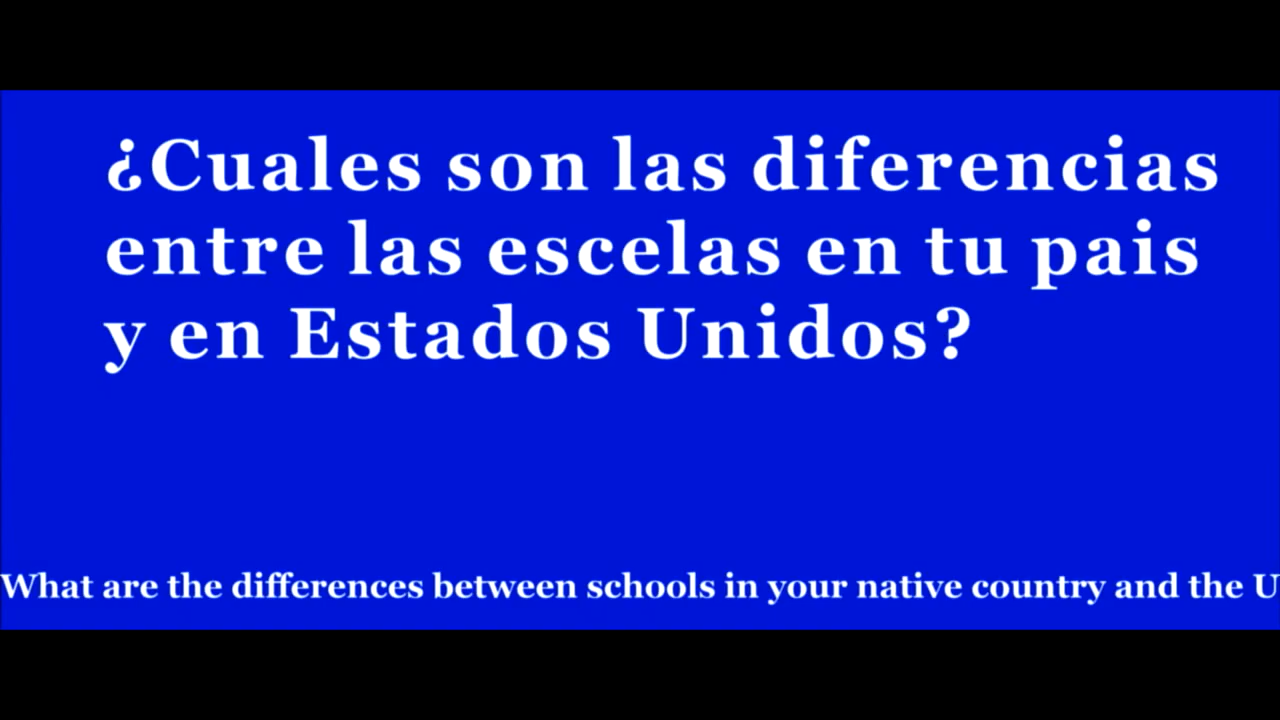 ¿Cuales son las diferencias
entre las escelas en tu pais
y en Estados Unidos?
What are the differences between schools in your native country and the U